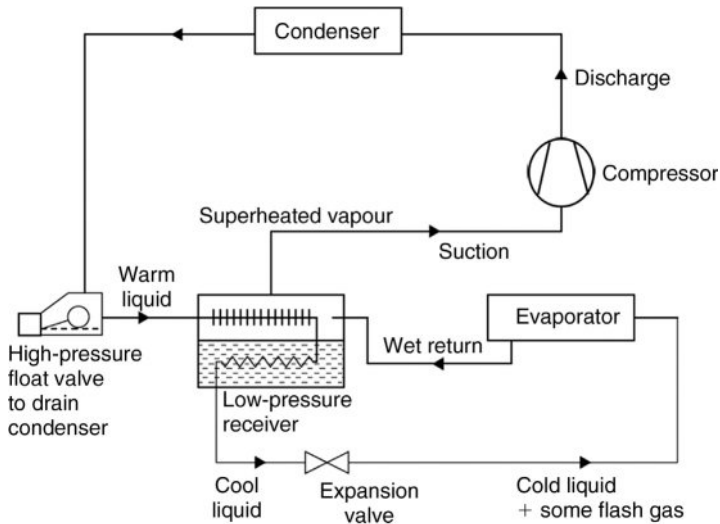 Condenser
Discharge
Compressor
Superheated vapour
Suction
Warm
liquid
Evaporator
Wet return
High-pressure
float valve
to drain
condenser
Low-pressure
receiver
Cool
liquid
Expansion
valve
Cold liquid
+ some flash gas